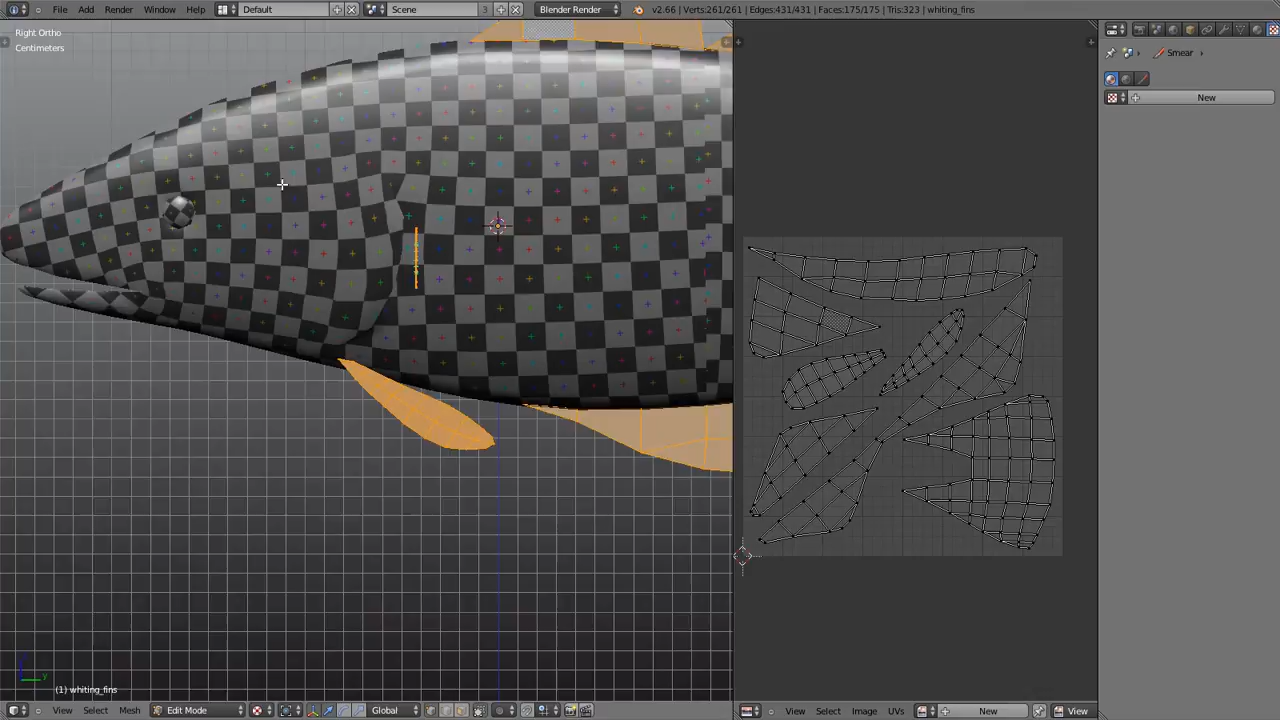 File Add Render Window Help Default Scene 3 Blender Render v2.66 | Verts:261/261 | Edges:431/431 | Faces:175/175 | Tris:323 | whiting_fins
Right Ortho
Centimeters
Smear
New
z
y
(1) whiting_fins
View Select Mesh Edit Mode Global View Select Image UVs New View